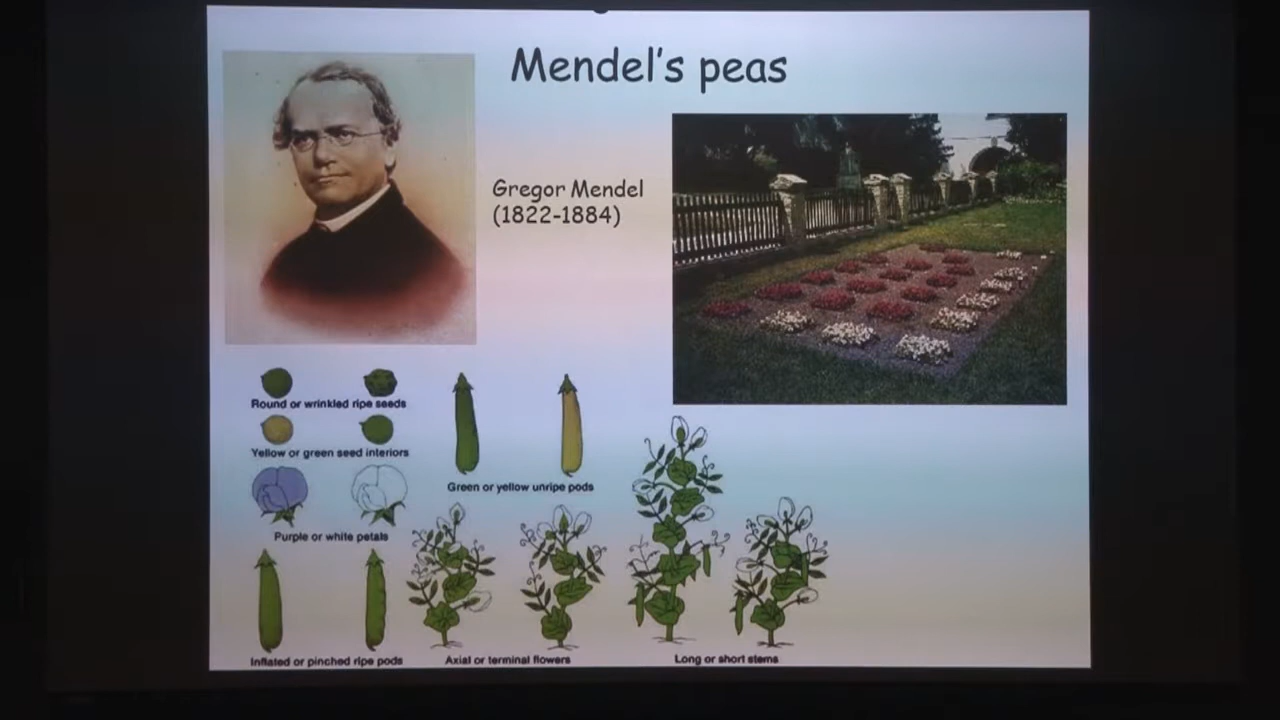 Mendel's peas
Gregor Mendel
(1822-1884)
Round or wrinkled ripe seeds
Yellow or green seed interiors
Green or yellow unripe pods
Purple or white petals
Inflated or pinched ripe pods
Axial or terminal flowers
Long or short stems